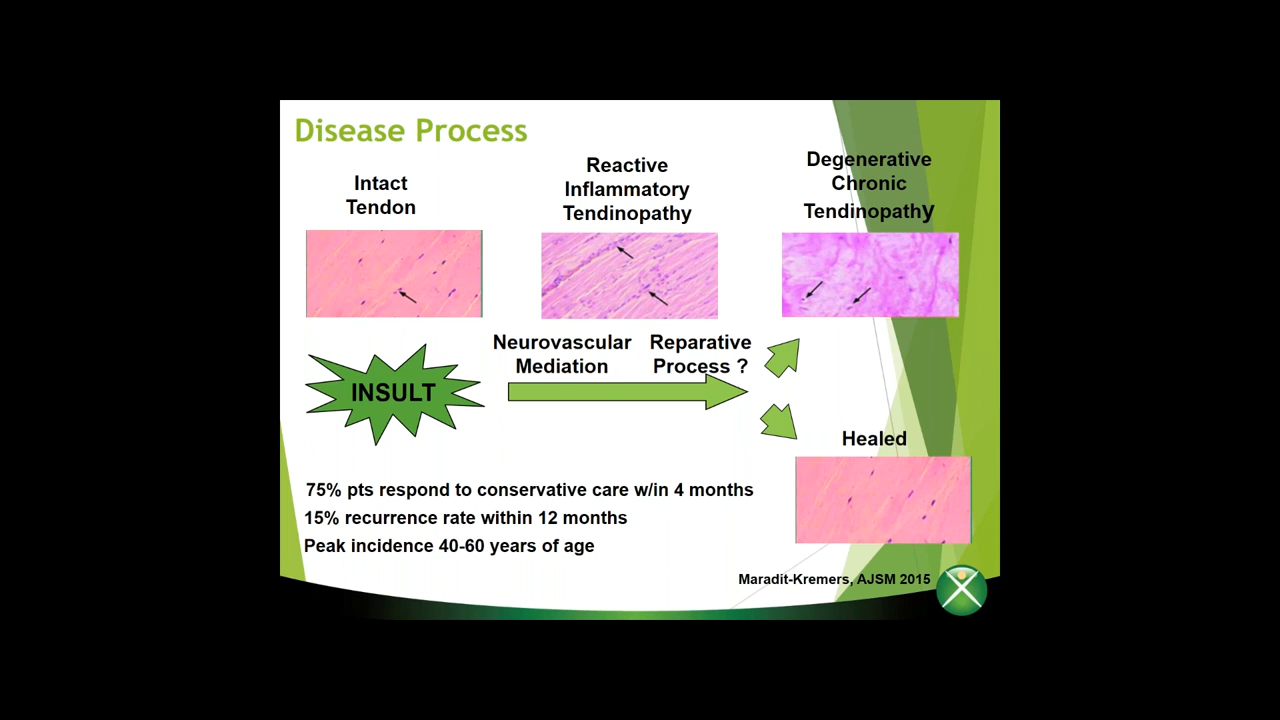 Disease Process
Intact
Tendon
Reactive
Inflammatory
Tendinopathy
Degenerative
Chronic
Tendinopathy
INSULT
Neurovascular
Mediation
Reparative
Process ?
Healed
75% pts respond to conservative care w/in 4 months
15% recurrence rate within 12 months
Peak incidence 40-60 years of age
Maradit-Kremers, AJSM 2015